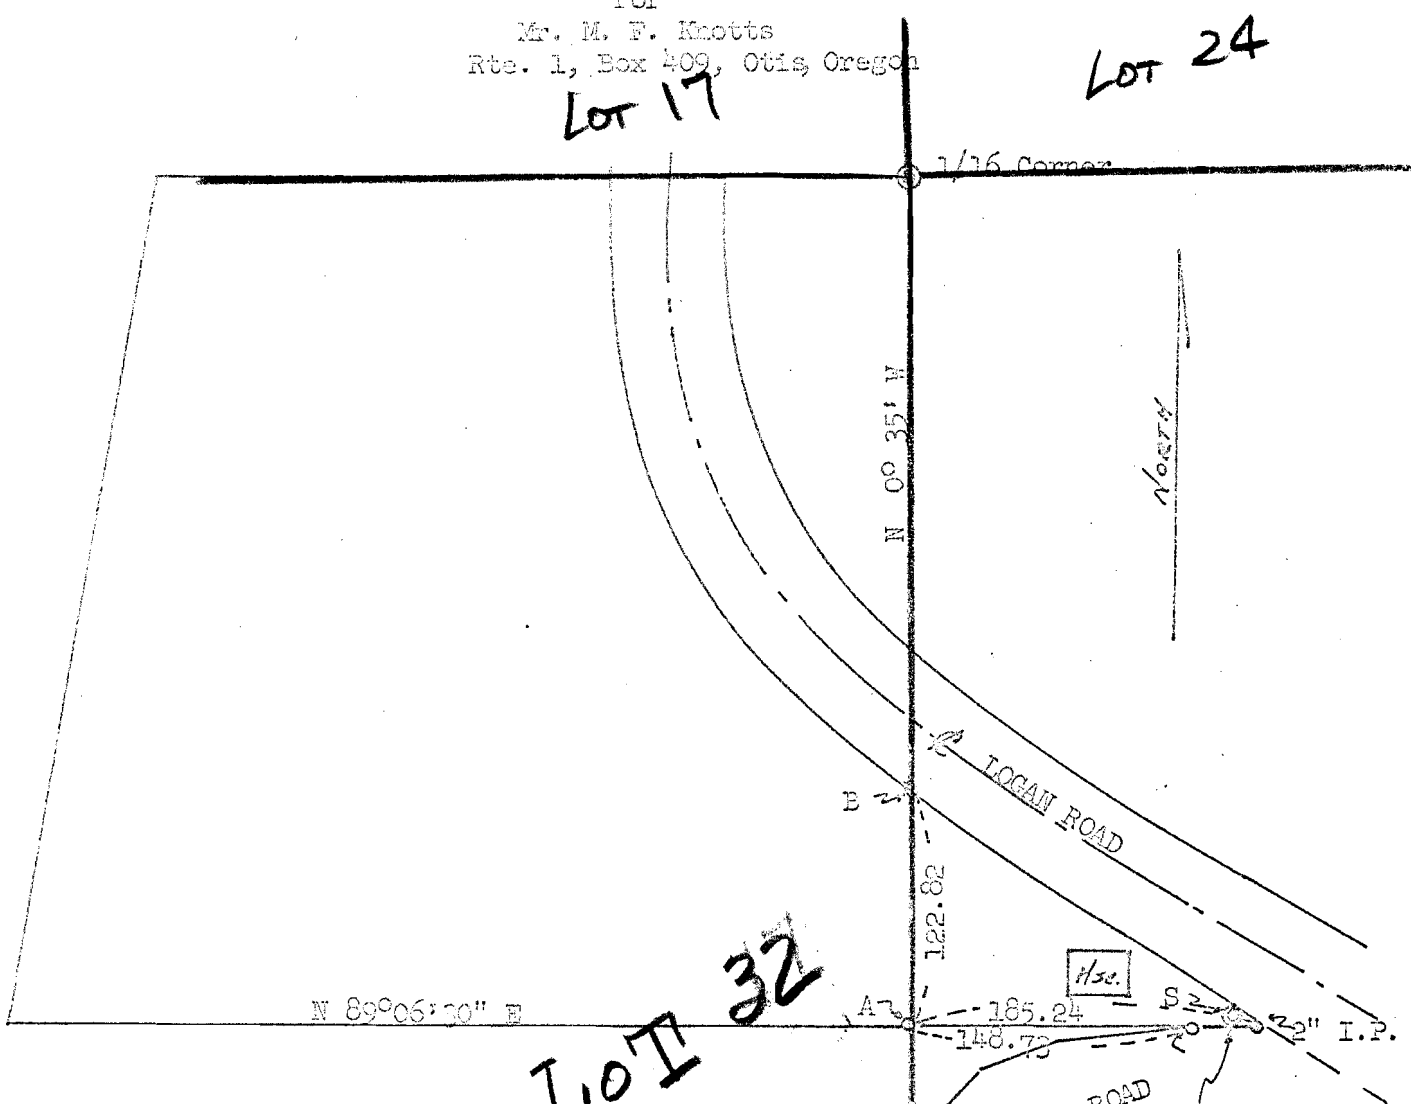 For
Mr. M. F. Knotts
Rte. 1, Box 409, Otis, Oregon
LOT 17
LOT 24
1/16 Corner
N 0° 35' W
NORTH
LOGAN ROAD
B
122.82
Hse.
LOT 32
N 89°06'30" E
A
185.24
S
2" I.P.
148.73
ROAD